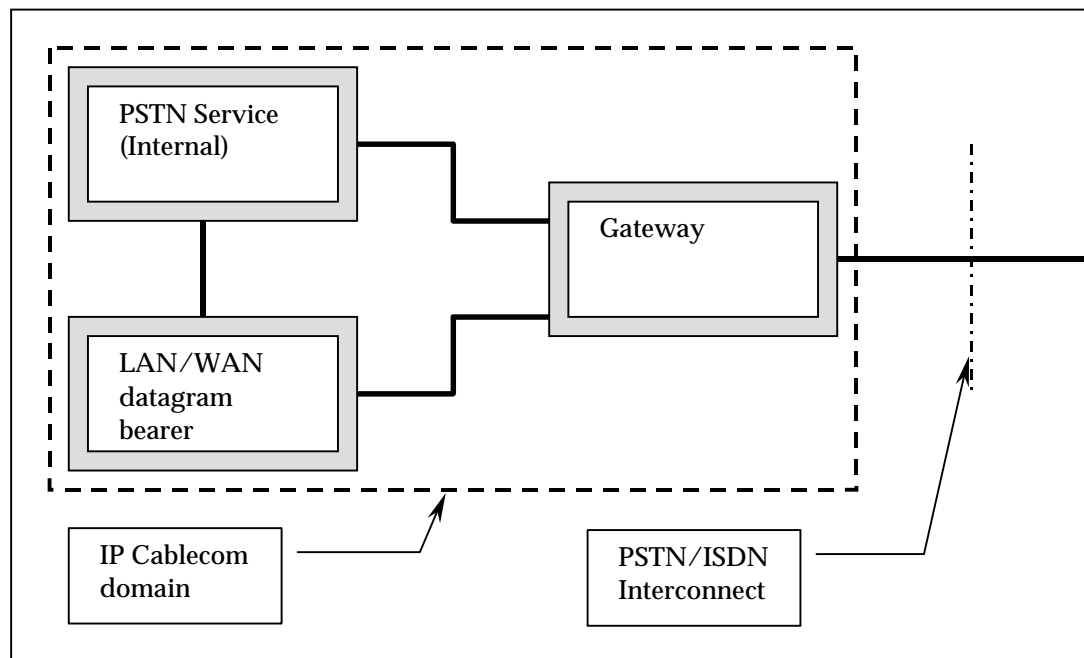 PSTN Service
(Internal)
Gateway
LAN/WAN
datagram
bearer
IP Cablecom
domain
PSTN/ISDN
Interconnect